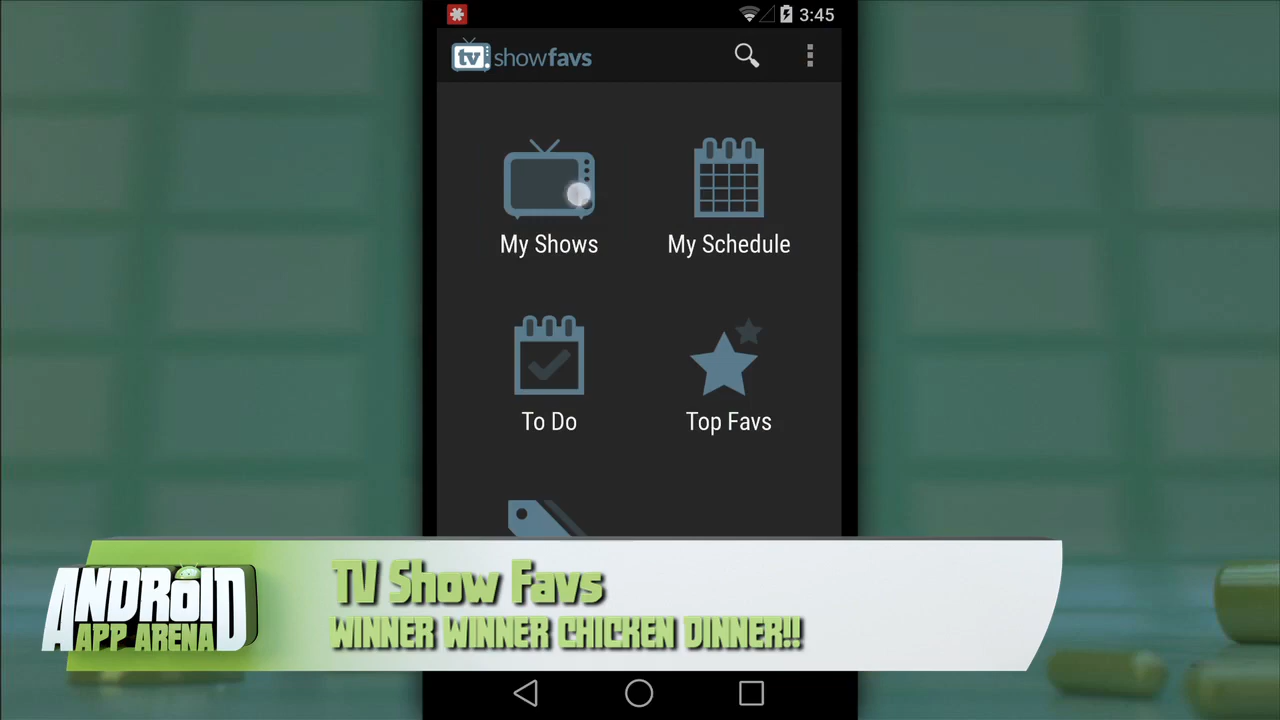 3:45
tv showfavs
My Shows
My Schedule
To Do
Top Favs
ANDROID
APP ARENA
TV Show Favs
WINNER WINNER CHICKEN DINNER!!